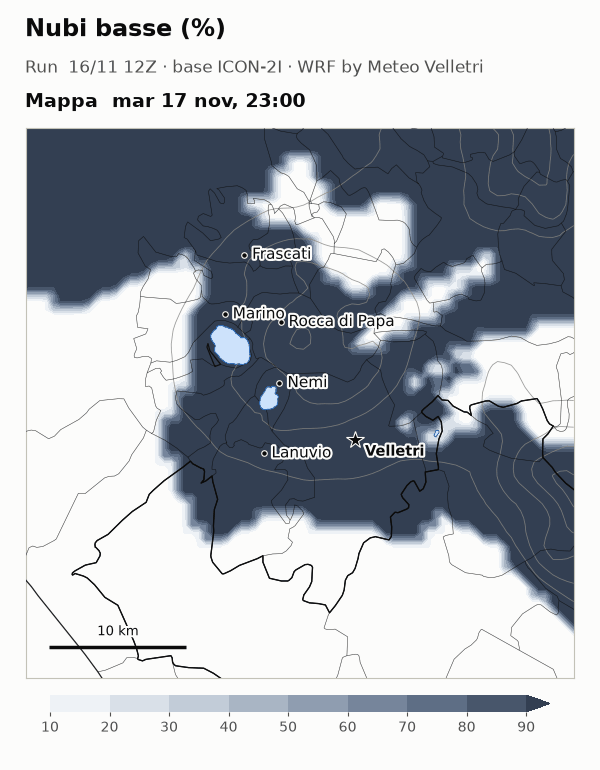 Nubi basse (%)
Run  16/11 12Z · base ICON-2I · WRF by Meteo Velletri
Mappa  mar 17 nov, 23:00
Frascati
Marino
Rocca di Papa
Nemi
Velletri
Lanuvio
10 km
10 20 30 40 50 60 70 80 90